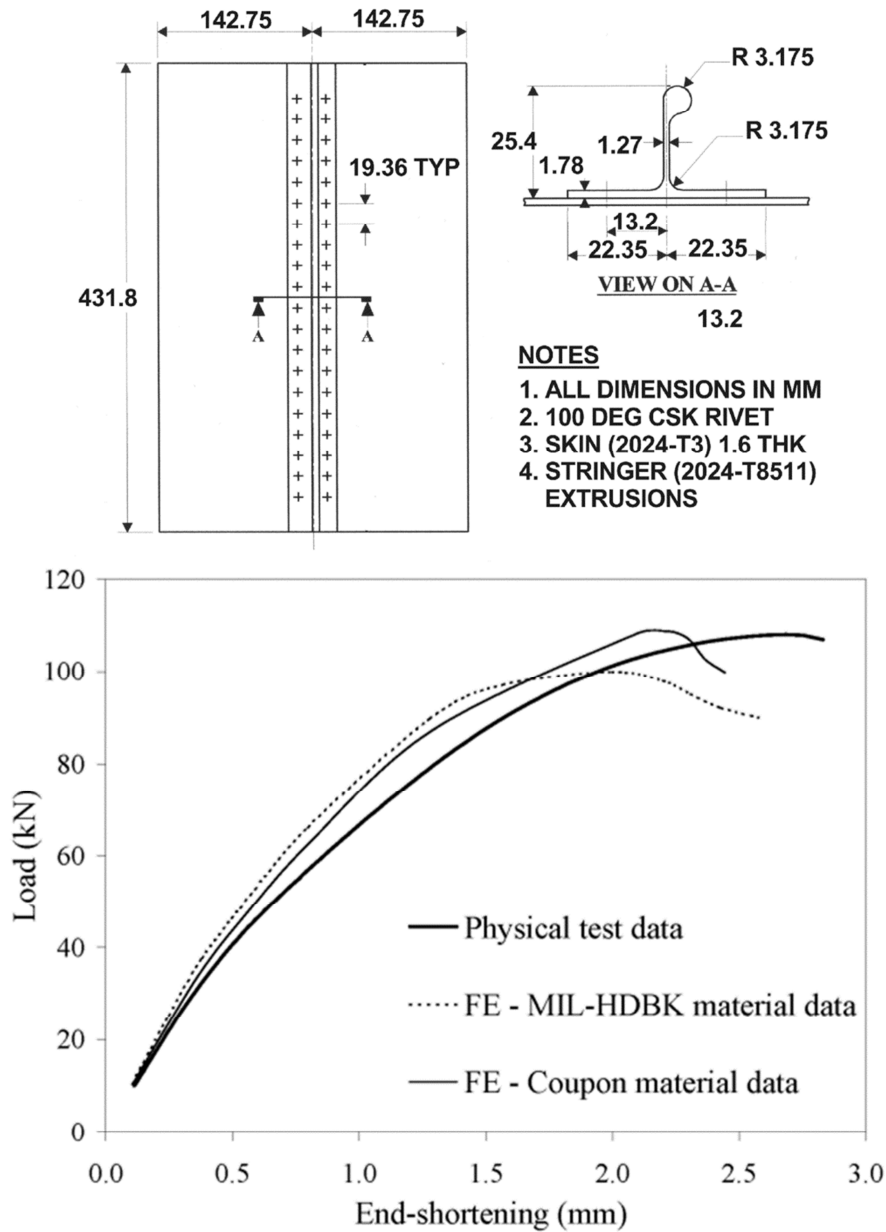 142.75 142.75
431.8
19.36 TYP
A A
R 3.175
25.4
1.27
R 3.175
1.78
13.2
22.35 22.35
VIEW ON A-A
13.2
NOTES
1. ALL DIMENSIONS IN MM
2. 100 DEG CSK RIVET
3. SKIN (2024-T3) 1.6 THK
4. STRINGER (2024-T8511)
EXTRUSIONS
120
100
80
60
40
20
0
Load (kN)
Physical test data
FE - MIL-HDBK material data
FE - Coupon material data
0.0 0.5 1.0 1.5 2.0 2.5 3.0
End-shortening (mm)